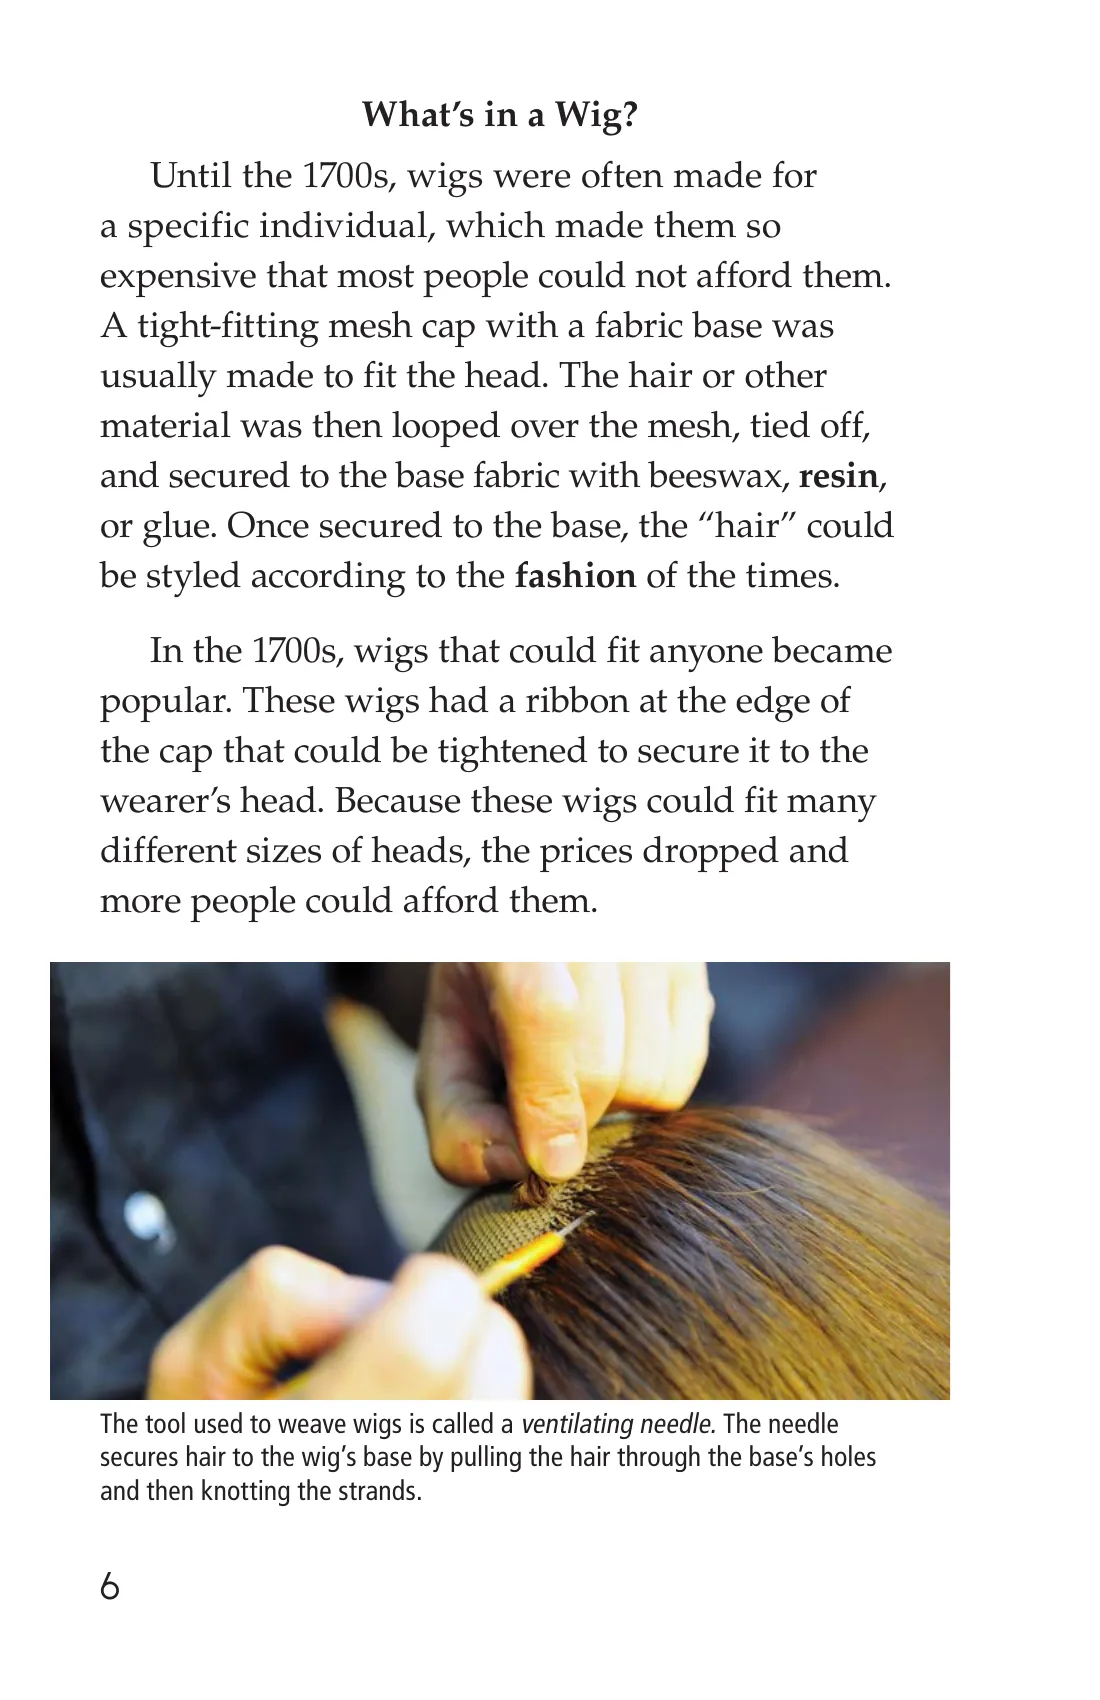 What’s in a Wig?
Until the 1700s, wigs were often made for
a specific individual, which made them so
expensive that most people could not afford them.
A tight-fitting mesh cap with a fabric base was
usually made to fit the head. The hair or other
material was then looped over the mesh, tied off,
and secured to the base fabric with beeswax, resin,
or glue. Once secured to the base, the “hair” could
be styled according to the fashion of the times.
In the 1700s, wigs that could fit anyone became
popular. These wigs had a ribbon at the edge of
the cap that could be tightened to secure it to the
wearer’s head. Because these wigs could fit many
different sizes of heads, the prices dropped and
more people could afford them.
The tool used to weave wigs is called a ventilating needle. The needle
secures hair to the wig’s base by pulling the hair through the base’s holes
and then knotting the strands.
6